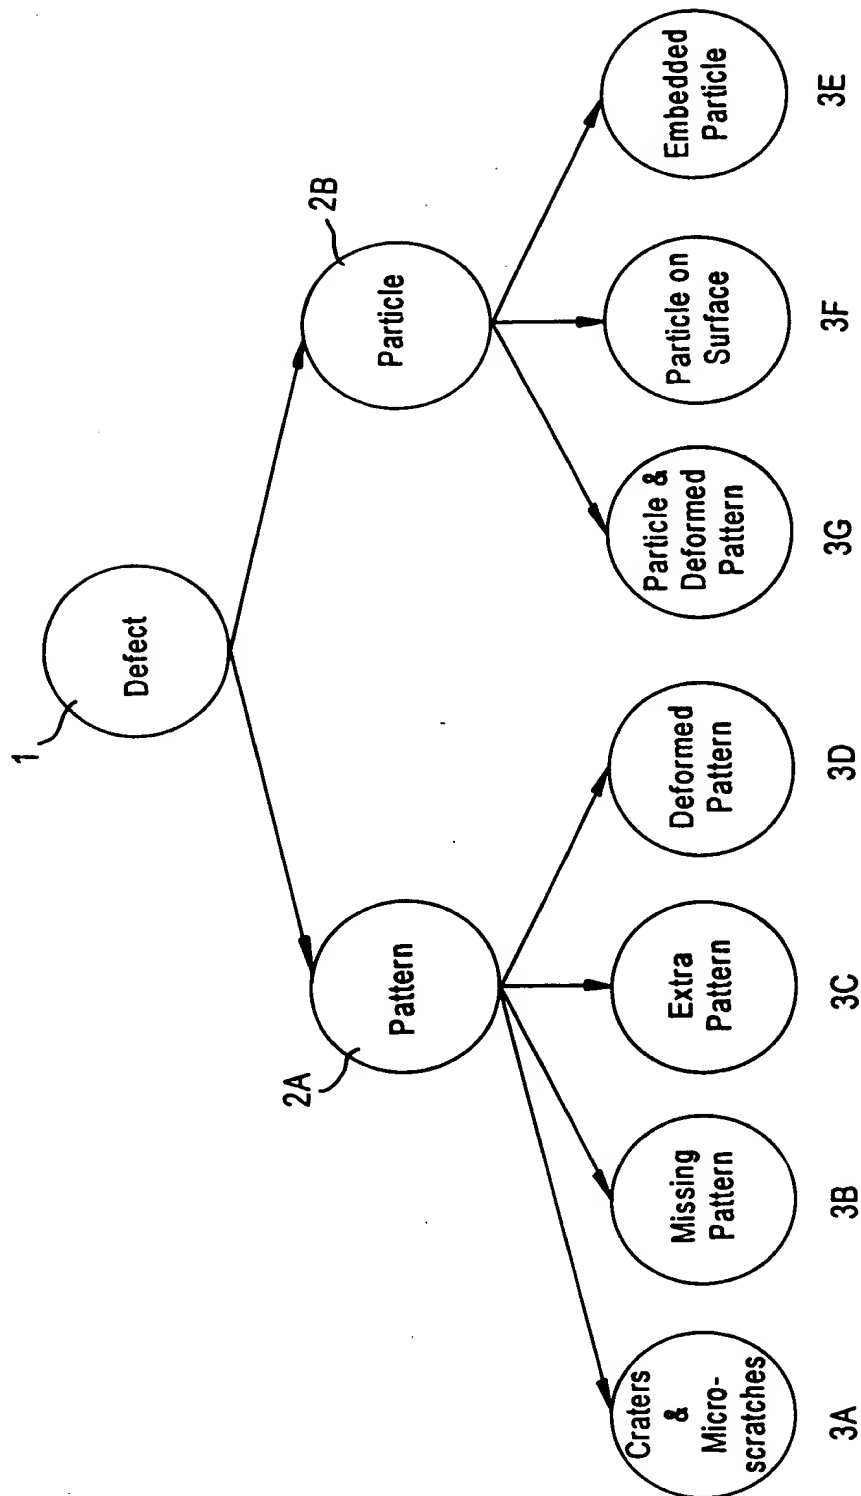 1
Defect
2A
Pattern
2B
Particle
Craters
&
Micro-
scratches
Missing
Pattern
Extra
Pattern
Deformed
Pattern
Particle &
Deformed
Pattern
Particle on
Surface
Embedded
Particle
3A
3B
3C
3D
3G
3F
3E